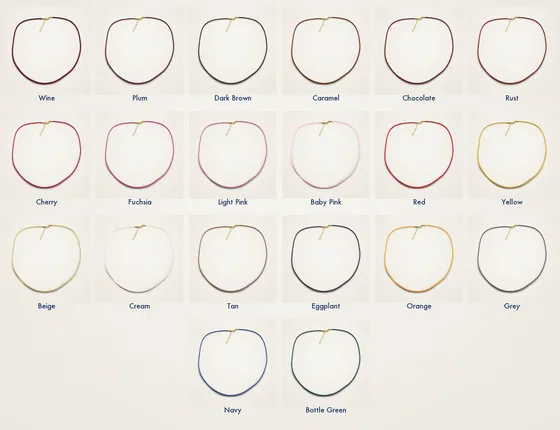 Wine
Plum
Dark Brown
Caramel
Chocolate
Rust
Cherry
Fuchsia
Light Pink
Baby Pink
Red
Yellow
Beige
Cream
Tan
Eggplant
Orange
Grey
Navy
Bottle Green